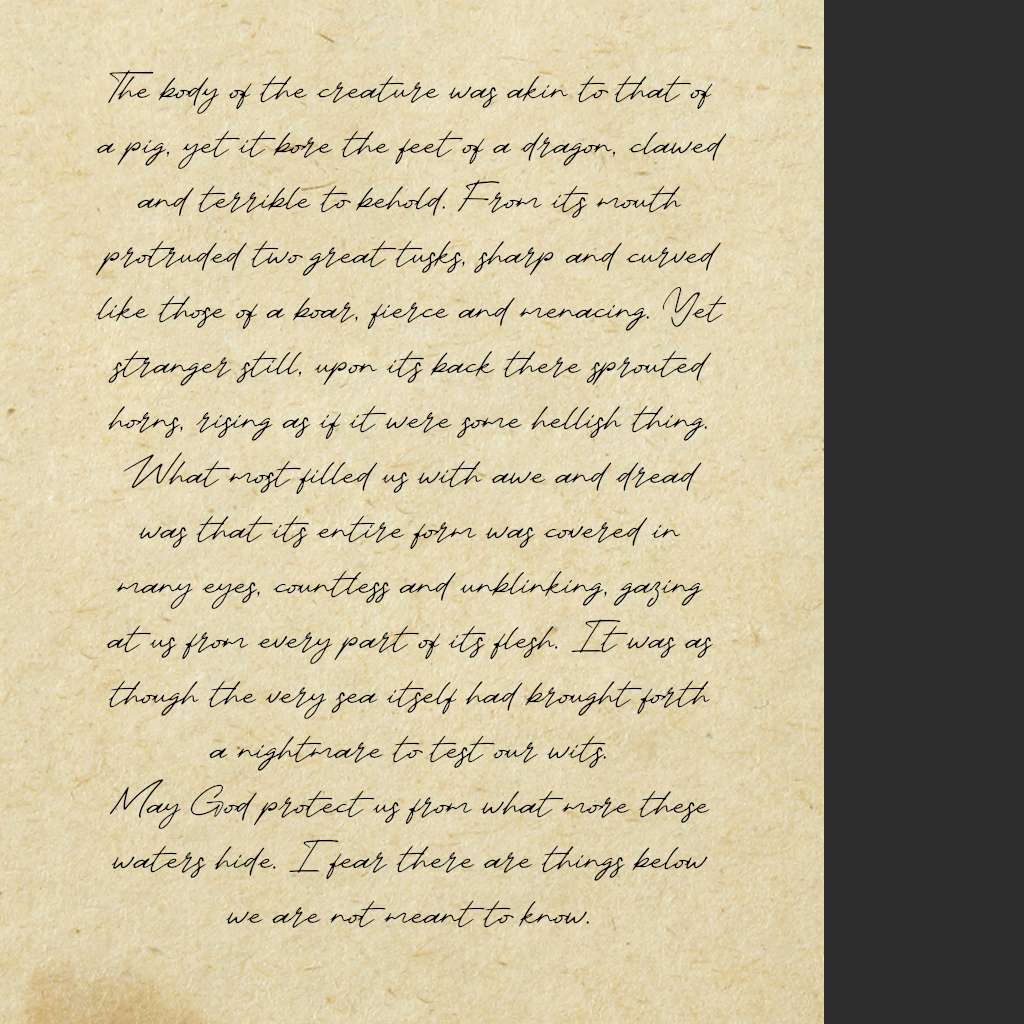 The body of the creature was akin to that of
a pig, yet it bore the feet of a dragon, clawed
and terrible to behold. From its mouth
protruded two great tusks, sharp and curved
like those of a boar, fierce and menacing. Yet
stranger still, upon its back there sprouted
horns, rising as if it were some hellish thing.
What most filled us with awe and dread
was that its entire form was covered in
many eyes, countless and unblinking, gazing
at us from every part of its flesh. It was as
though the very sea itself had brought forth
a nightmare to test our wits.
May God protect us from what more these
waters hide. I fear there are things below
we are not meant to know.